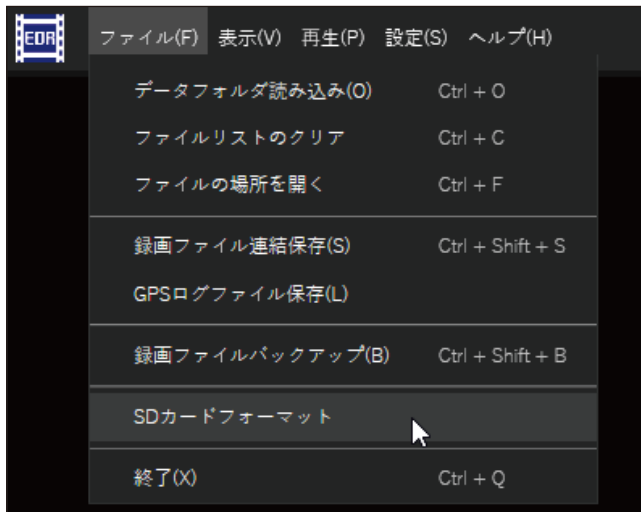 EDR ファイル(F) 表示(V) 再生(P) 設定(S) ヘルプ(H)
データフォルダ読み込み(O) Ctrl + O
ファイルリストのクリア Ctrl + C
ファイルの場所を開く Ctrl + F
録画ファイル連結保存(S) Ctrl + Shift + S
GPSログファイル保存(L)
録画ファイルバックアップ(B) Ctrl + Shift + B
SDカードフォーマット
終了(X) Ctrl + Q